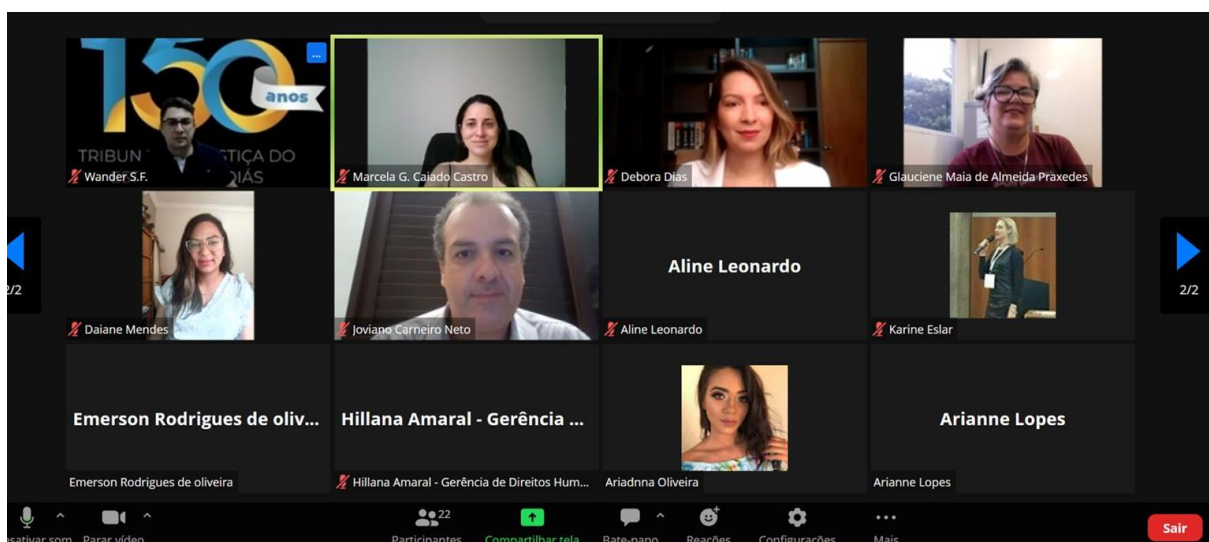 150
anos
TRIBUN STIÇA DO
OIÁS
Wander S.F.
Marcela G. Caiado Castro
Debora Dias
Glauciene Maia de Almeida Praxedes
Daiane Mendes
Joviano Carneiro Neto
Aline Leonardo
Aline Leonardo
Karine Eslar
2/2
2/2
Emerson Rodrigues de oliv...
Hillana Amaral - Gerência ...
Arianne Lopes
Emerson Rodrigues de oliveira
Hillana Amaral - Gerência de Direitos Hum...
Ariadnna Oliveira
Arianne Lopes
22
Participantes
Compartilhar tela
Bate-papo
Reações
Configurações
Mais
Parar vídeo
Sair